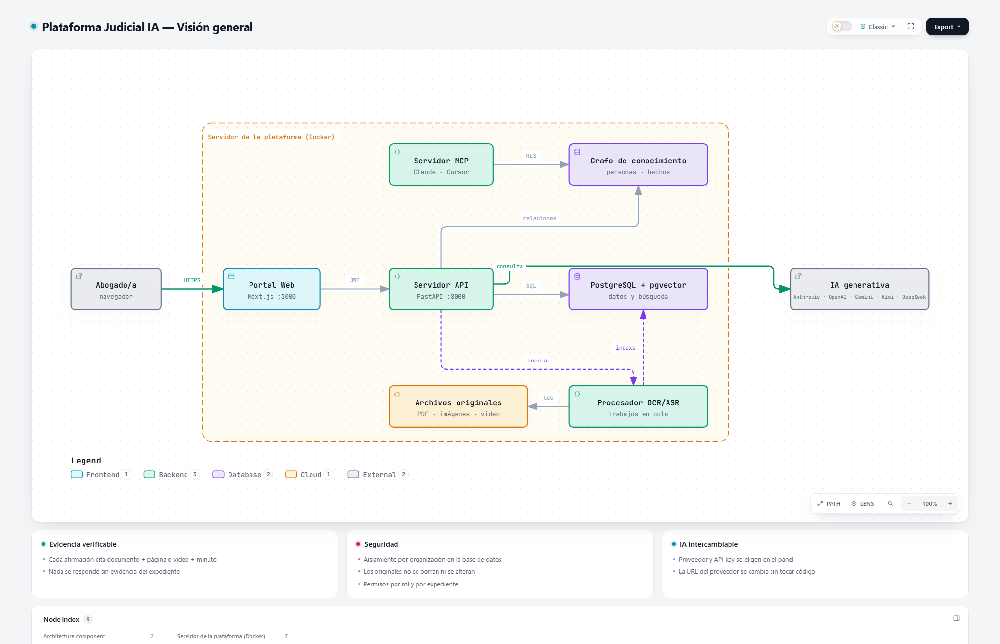 Plataforma Judicial IA — Visión general
Classic
Export
Servidor de la plataforma (Docker)
Servidor MCP
Claude · Cursor
RLS
Grafo de conocimiento
personas · hechos
relaciones
Abogado/a
navegador
HTTPS
Portal Web
Next.js :3000
JWT
Servidor API
FastAPI :8000
consulta
SQL
PostgreSQL + pgvector
datos y búsqueda
IA generativa
Anthropic · OpenAI · Gemini · Kimi · DeepSeek
indexa
encola
Archivos originales
PDF · imágenes · video
lee
Procesador OCR/ASR
trabajos en cola
Legend
Frontend 1
Backend 3
Database 2
Cloud 1
External 2
PATH
LENS
100%
Evidencia verificable
Cada afirmación cita documento + página o video + minuto
Nada se responde sin evidencia del expediente
Seguridad
Aislamiento por organización en la base de datos
Los originales no se borran ni se alteran
Permisos por rol y por expediente
IA intercambiable
Proveedor y API key se eligen en el panel
La URL del proveedor se cambia sin tocar código
Node index 9
Architecture component 2
Servidor de la plataforma (Docker) 7